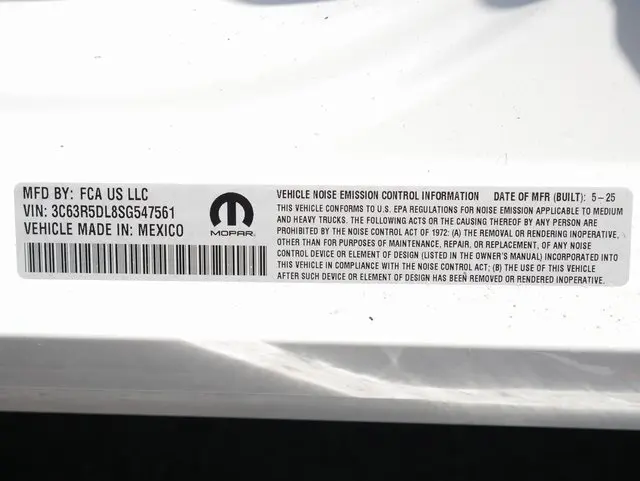 MFD BY: FCA US LLC
VIN: 3C63R5DL8SG547561
VEHICLE MADE IN: MEXICO
MOPAR
VEHICLE NOISE EMISSION CONTROL INFORMATION DATE OF MFR (BUILT): 5-25
THIS VEHICLE CONFORMS TO U.S. EPA REGULATIONS FOR NOISE EMISSION APPLICABLE TO MEDIUM
AND HEAVY TRUCKS. THE FOLLOWING ACTS OR THE CAUSING THEREOF BY ANY PERSON ARE
PROHIBITED BY THE NOISE CONTROL ACT OF 1972: (A) THE REMOVAL OR RENDERING INOPERATIVE,
OTHER THAN FOR PURPOSES OF MAINTENANCE, REPAIR, OR REPLACEMENT, OF ANY NOISE
CONTROL DEVICE OR ELEMENT OF DESIGN (LISTED IN THE OWNER'S MANUAL) INCORPORATED INTO
THIS VEHICLE IN COMPLIANCE WITH THE NOISE CONTROL ACT; (B) THE USE OF THIS VEHICLE
AFTER SUCH DEVICE OR ELEMENT OF DESIGN HAS BEEN REMOVED OR RENDERED INOPERATIVE.